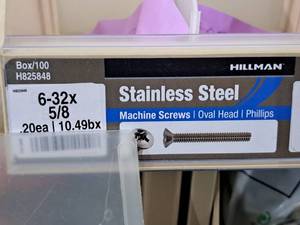 Box/100
H825848
HILLMAN
6-32x
5/8
.20ea | 10.49bx
Stainless Steel
Machine Screws | Oval Head | Phillips